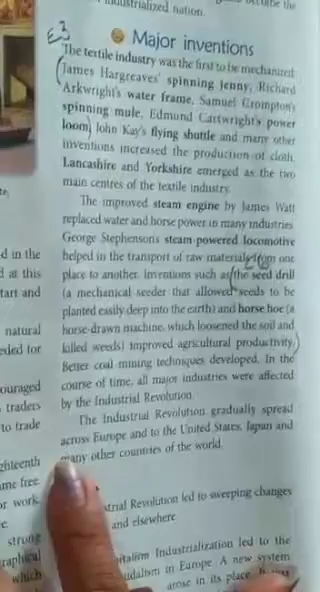 industrialized nation.
the
E
Major inventions
The textile industry was the first to be mechanized.
James Hargreaves' spinning jenny, Richard
Arkwright's water frame, Samuel Crompton's
spinning mule, Edmund Cartwright's power
loom, John Kay's flying shuttle and many other
inventions increased the production of cloth.
Lancashire and Yorkshire emerged as the two
main centres of the textile industry.
The improved steam engine by James Watt
replaced water and horse power in many industries.
George Stephenson's steam-powered locomotive
helped in the transport of raw materials from one
place to another. Inventions such as the seed drill
(a mechanical seeder that allowed seeds to be
planted easily deep into the earth) and horse hoe (a
horse-drawn machine, which loosened the soil and
killed weeds) improved agricultural productivity.
Better coal mining techniques developed. In the
course of time, all major industries were affected
by the Industrial Revolution.
The Industrial Revolution gradually spread
across Europe and to the United States, Japan and
many other countries of the world.
strial Revolution led to sweeping changes
and elsewhere
italism Industrialization led to the
udalism in Europe. A new system
arose in its place. It was
te,
d in the
d at this
tart and
natural
eded for
ouraged
traders
to trade
ghteenth
me free
or work.
e.
strong
raphical
which